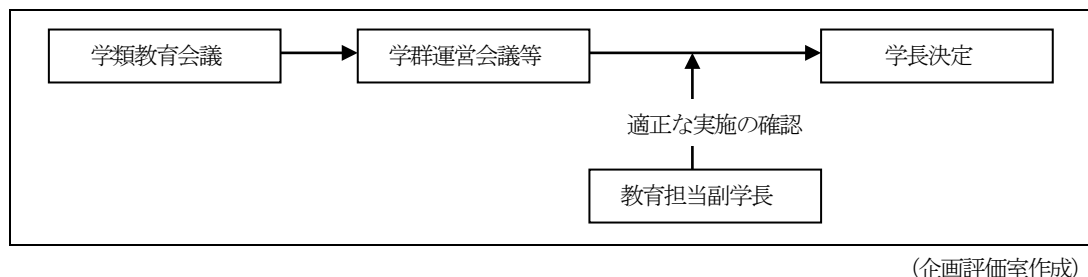 学類教育会議
学群運営会議等
学長決定
適正な実施の確認
教育担当副学長
(企画評価室作成)